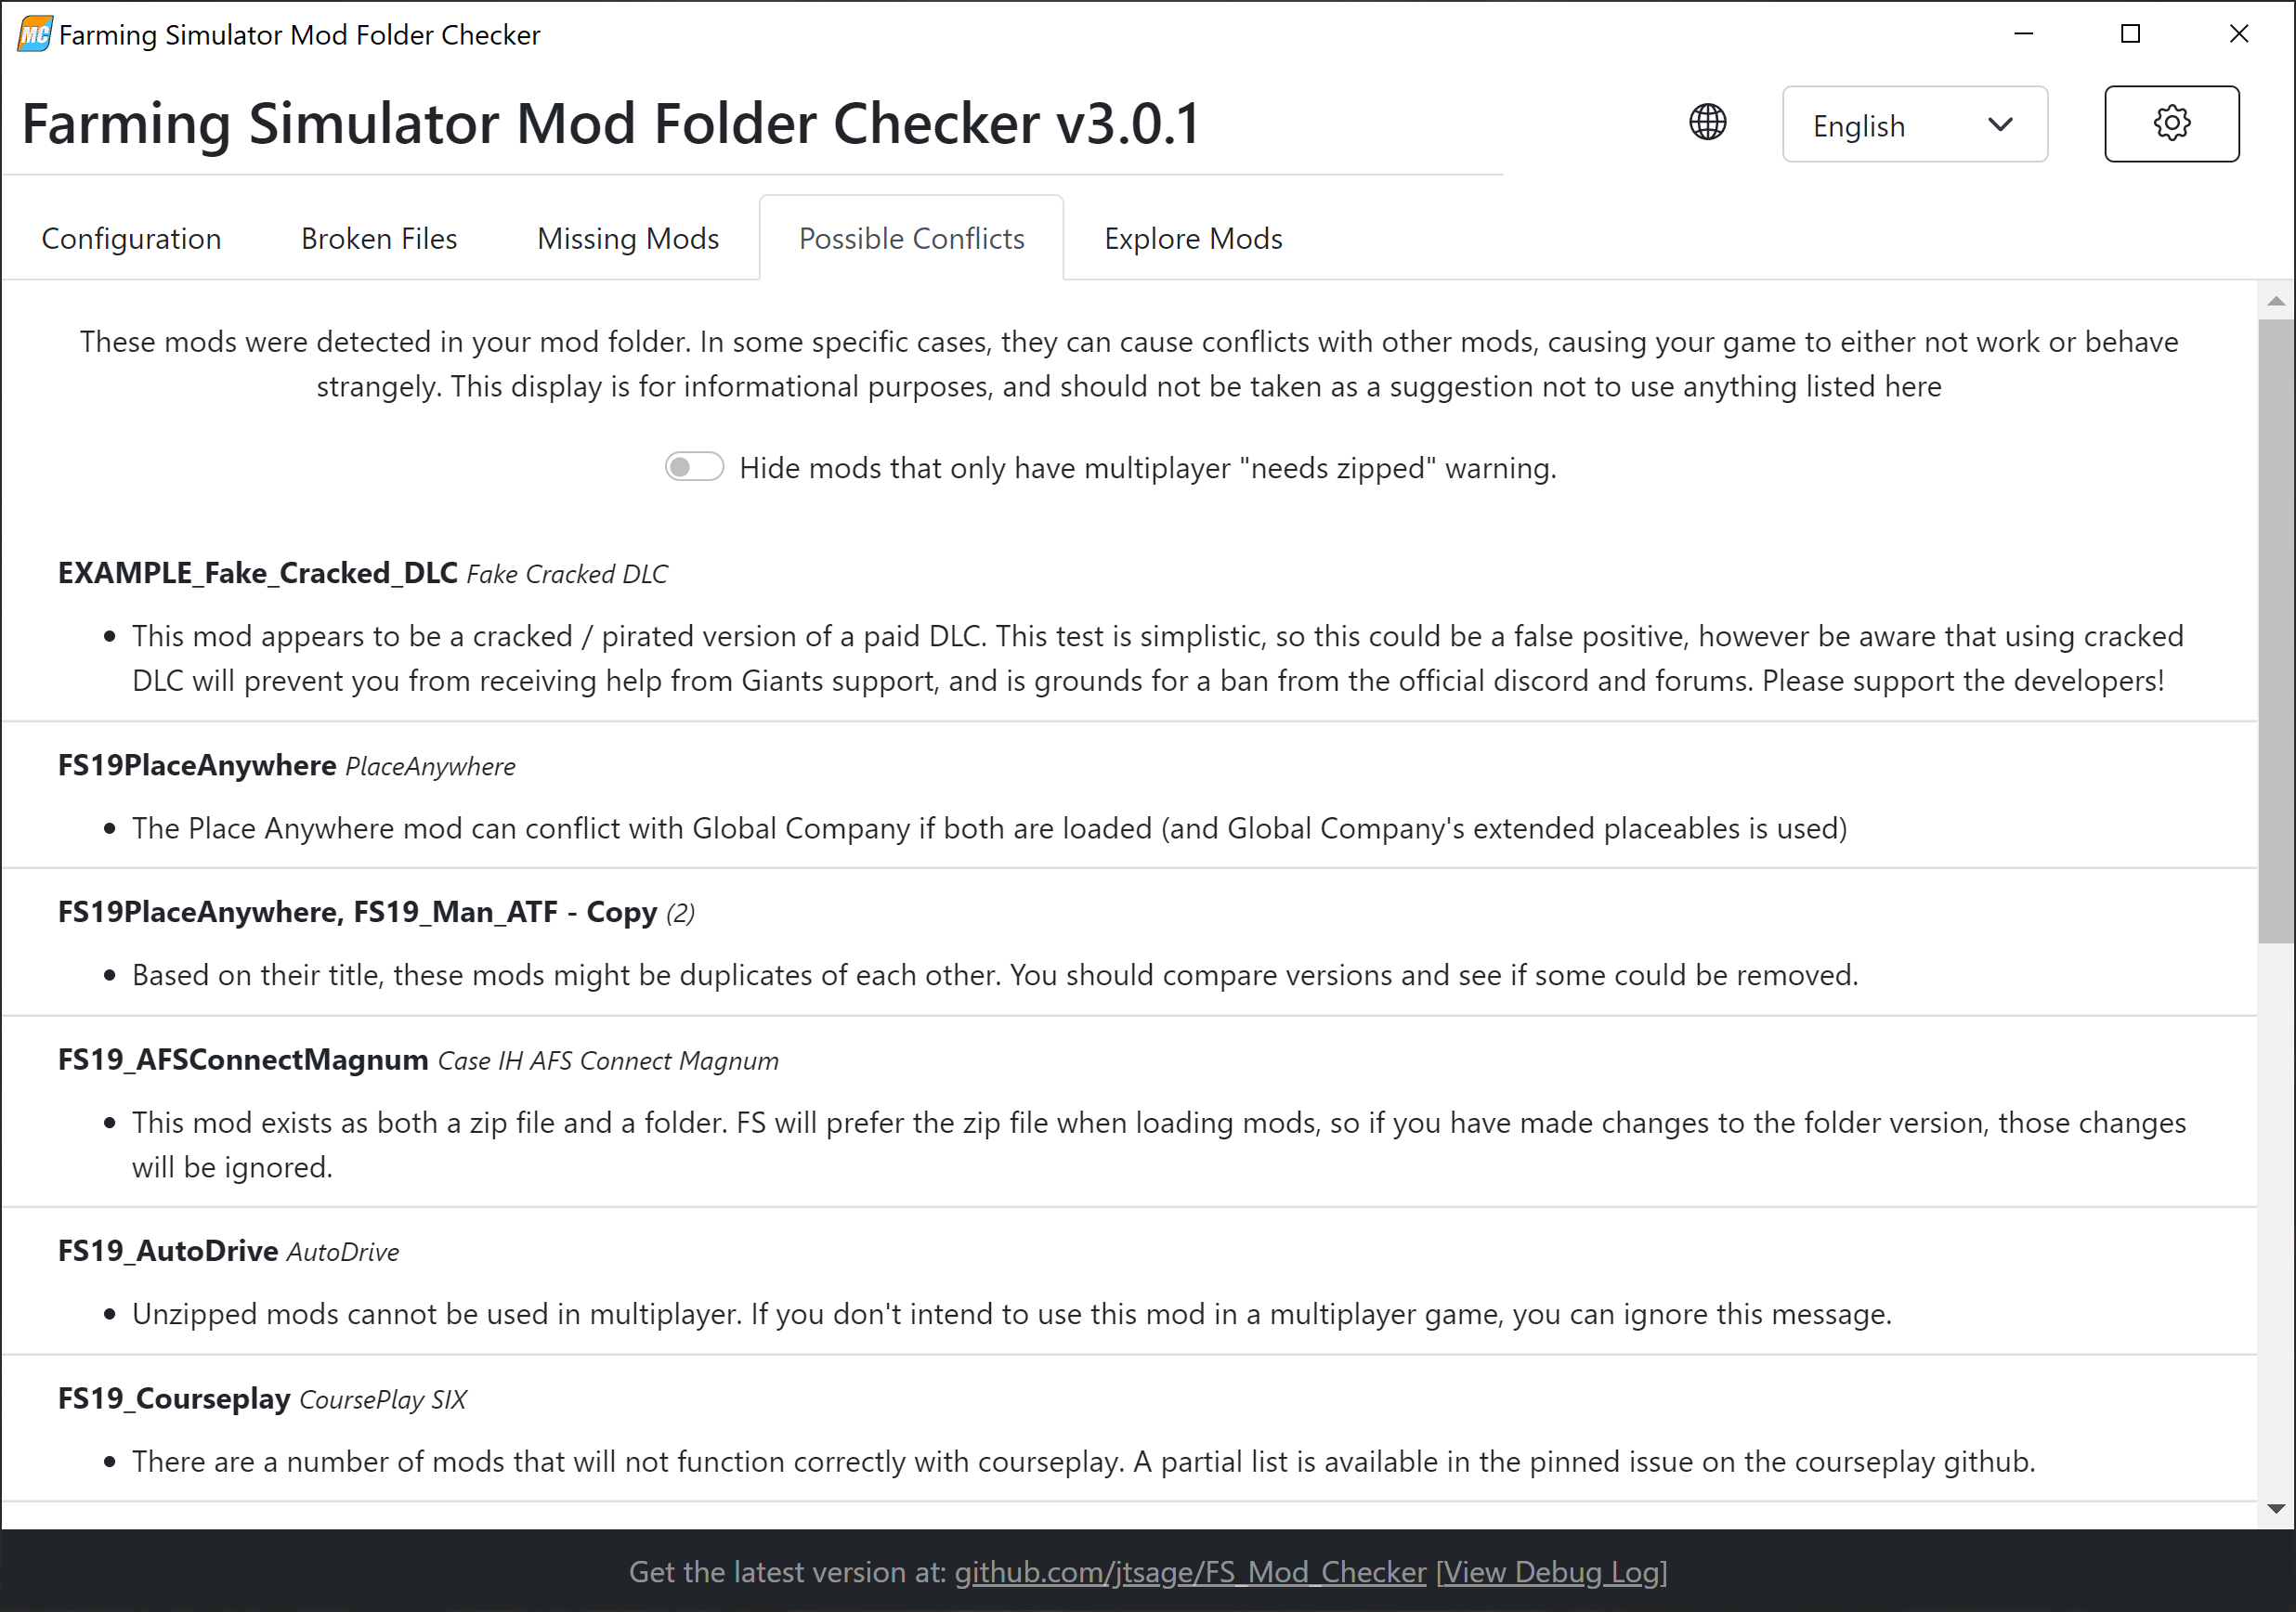 MC Farming Simulator Mod Folder Checker
Farming Simulator Mod Folder Checker v3.0.1
English
Configuration
Broken Files
Missing Mods
Possible Conflicts
Explore Mods
These mods were detected in your mod folder. In some specific cases, they can cause conflicts with other mods, causing your game to either not work or behave
strangely. This display is for informational purposes, and should not be taken as a suggestion not to use anything listed here
Hide mods that only have multiplayer "needs zipped" warning.
EXAMPLE_Fake_Cracked_DLC Fake Cracked DLC
• This mod appears to be a cracked / pirated version of a paid DLC. This test is simplistic, so this could be a false positive, however be aware that using cracked
DLC will prevent you from receiving help from Giants support, and is grounds for a ban from the official discord and forums. Please support the developers!
FS19PlaceAnywhere PlaceAnywhere
• The Place Anywhere mod can conflict with Global Company if both are loaded (and Global Company's extended placeables is used)
FS19PlaceAnywhere, FS19_Man_ATF - Copy (2)
• Based on their title, these mods might be duplicates of each other. You should compare versions and see if some could be removed.
FS19_AFSConnectMagnum Case IH AFS Connect Magnum
• This mod exists as both a zip file and a folder. FS will prefer the zip file when loading mods, so if you have made changes to the folder version, those changes
will be ignored.
FS19_AutoDrive AutoDrive
• Unzipped mods cannot be used in multiplayer. If you don't intend to use this mod in a multiplayer game, you can ignore this message.
FS19_Courseplay CoursePlay SIX
• There are a number of mods that will not function correctly with courseplay. A partial list is available in the pinned issue on the courseplay github.
Get the latest version at: github.com/jtsage/FS_Mod_Checker [View Debug Log]